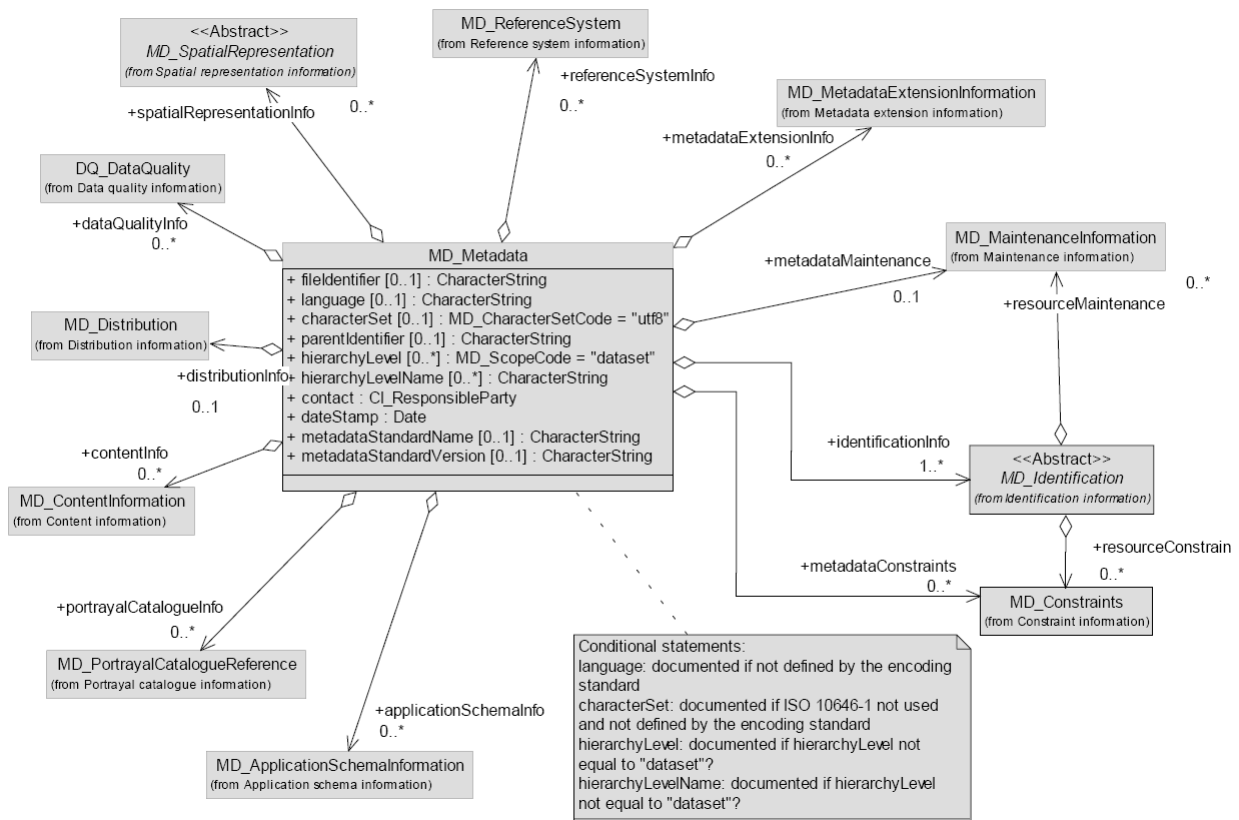 <<Abstract>>
MD_SpatialRepresentation
(from Spatial representation information)
0..*
+spatialRepresentationInfo
MD_ReferenceSystem
(from Reference system information)
+referenceSystemInfo
0..*
MD_MetadataExtensionInformation
(from Metadata extension information)
+metadataExtensionInfo
0..*
DQ_DataQuality
(from Data quality information)
+dataQualityInfo
0..*
MD_Metadata
+ fileIdentifier [0..1] : CharacterString
+ language [0..1] : CharacterString
+ characterSet [0..1] : MD_CharacterSetCode = "utf8"
+ parentIdentifier [0..1] : CharacterString
+ hierarchyLevel [0..*] : MD_ScopeCode = "dataset"
+ hierarchyLevelName [0..*] : CharacterString
+ contact : CI_ResponsibleParty
+ dateStamp : Date
+ metadataStandardName [0..1] : CharacterString
+ metadataStandardVersion [0..1] : CharacterString
MD_MaintenanceInformation
(from Maintenance information)
+metadataMaintenance
0..1
0..*
+resourceMaintenance
MD_Distribution
(from Distribution information)
+distributionInfo
0..1
+contentInfo
0..*
MD_ContentInformation
(from Content information)
+identificationInfo
1..*
<<Abstract>>
MD_Identification
(from Identification information)
+resourceConstrain
0..*
+metadataConstraints
0..*
MD_Constraints
(from Constraint information)
+portrayalCatalogueInfo
0..*
MD_PortrayalCatalogueReference
(from Portrayal catalogue information)
+applicationSchemaInfo
0..*
MD_ApplicationSchemaInformation
(from Application schema information)
Conditional statements:
language: documented if not defined by the encoding
standard
characterSet: documented if ISO 10646-1 not used
and not defined by the encoding standard
hierarchyLevel: documented if hierarchyLevel not
equal to "dataset"?
hierarchyLevelName: documented if hierarchyLevel
not equal to "dataset"?